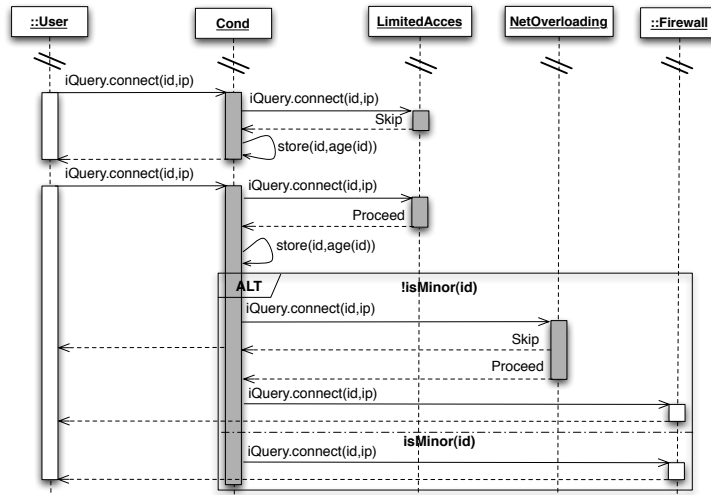 ::User
Cond
LimitedAcces
NetOverloading
::Firewall
iQuery.connect(id,ip)
iQuery.connect(id,ip)
Skip
store(id,age(id))
iQuery.connect(id,ip)
iQuery.connect(id,ip)
Proceed
store(id,age(id))
ALT
!isMinor(id)
iQuery.connect(id,ip)
Skip
Proceed
iQuery.connect(id,ip)
isMinor(id)
iQuery.connect(id,ip)